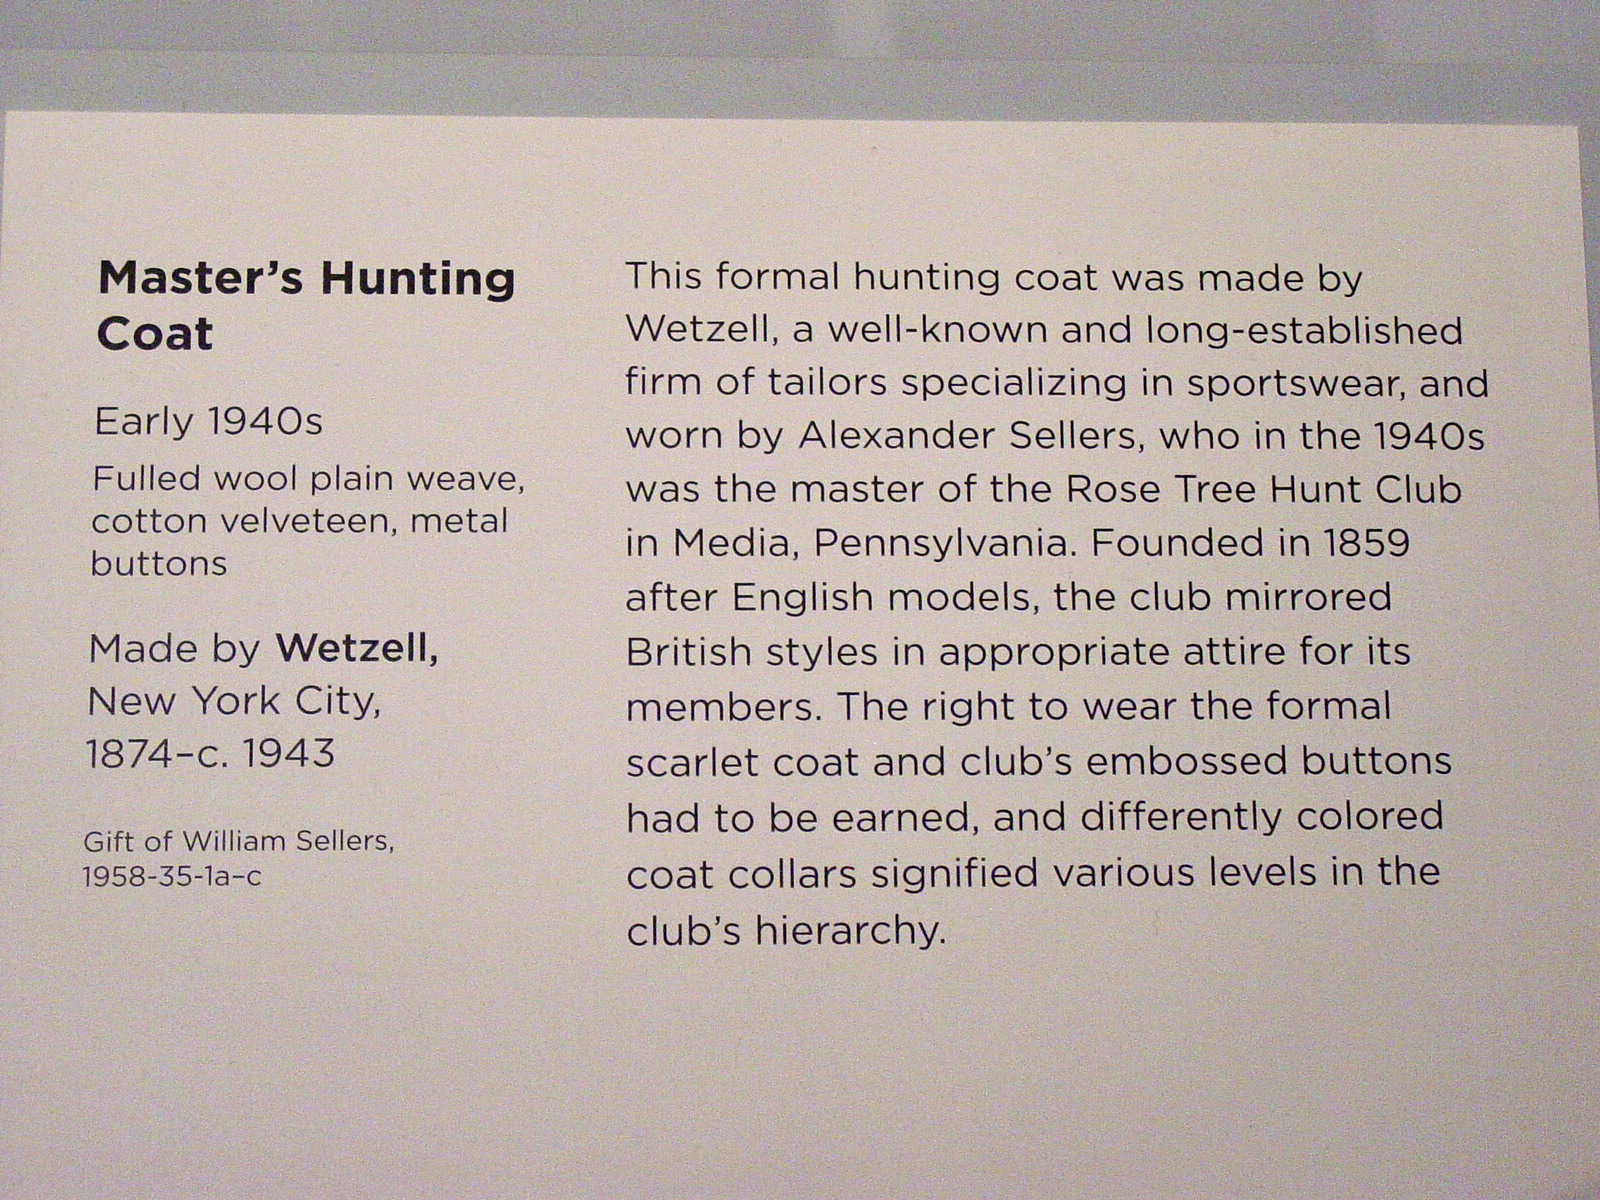 Master's Hunting
Coat
Early 1940s
Fulled wool plain weave,
cotton velveteen, metal
buttons
Made by Wetzell,
New York City,
1874–c. 1943
Gift of William Sellers,
1958-35-1a–c
This formal hunting coat was made by
Wetzell, a well-known and long-established
firm of tailors specializing in sportswear, and
worn by Alexander Sellers, who in the 1940s
was the master of the Rose Tree Hunt Club
in Media, Pennsylvania. Founded in 1859
after English models, the club mirrored
British styles in appropriate attire for its
members. The right to wear the formal
scarlet coat and club's embossed buttons
had to be earned, and differently colored
coat collars signified various levels in the
club's hierarchy.